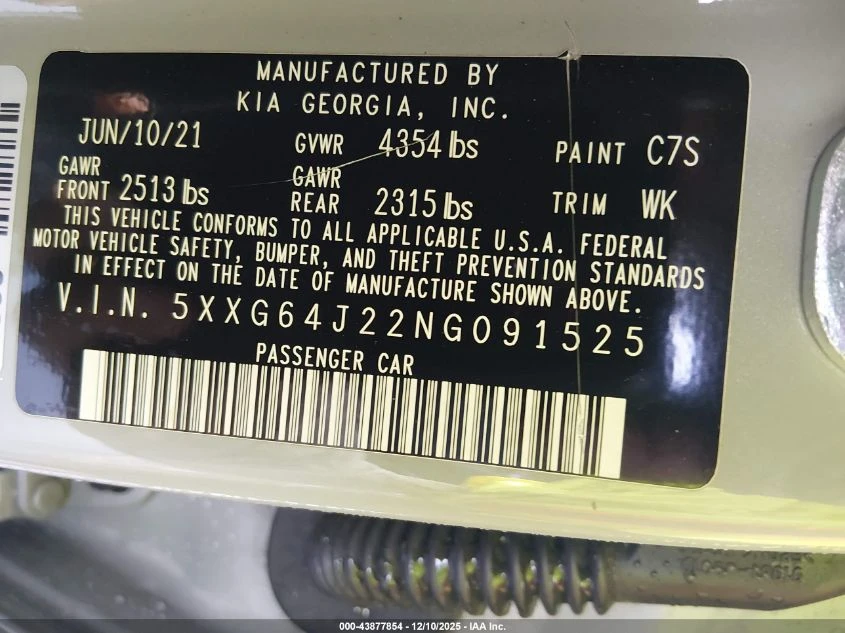 MANUFACTURED BY
KIA GEORGIA, INC.
JUN/10/21 GVWR 4354 lbs PAINT C7S
GAWR FRONT 2513 lbs GAWR REAR 2315 lbs TRIM WK
THIS VEHICLE CONFORMS TO ALL APPLICABLE U.S.A. FEDERAL
MOTOR VEHICLE SAFETY, BUMPER, AND THEFT PREVENTION STANDARDS
IN EFFECT ON THE DATE OF MANUFACTURE SHOWN ABOVE.
V.I.N. 5XXG64J22NG091525
PASSENGER CAR
000-43877854 - 12/10/2025 - IAA Inc.